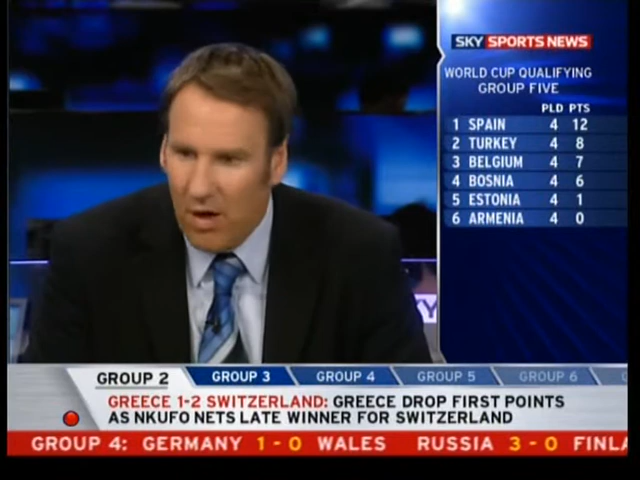 SKY SPORTS NEWS
WORLD CUP QUALIFYING
GROUP FIVE
PLD PTS
1 SPAIN 4 12
2 TURKEY 4 8
3 BELGIUM 4 7
4 BOSNIA 4 6
5 ESTONIA 4 1
6 ARMENIA 4 0
KY
GROUP 2 GROUP 3 GROUP 4 GROUP 5 GROUP 6
GREECE 1-2 SWITZERLAND: GREECE DROP FIRST POINTS
AS NKUFO NETS LATE WINNER FOR SWITZERLAND
GROUP 4: GERMANY 1-0 WALES RUSSIA 3-0 FINLA